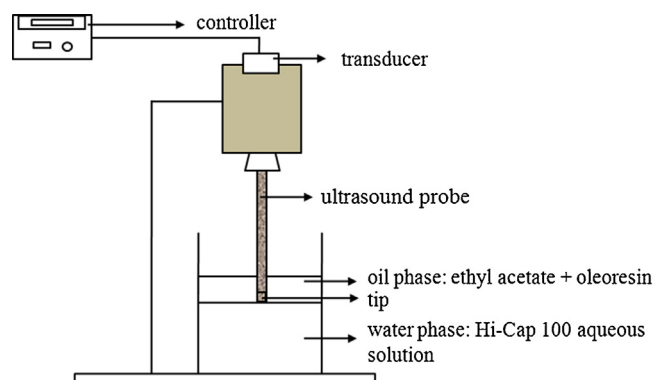 controller
transducer
ultrasound probe
oil phase: ethyl acetate + oleoresin
tip
water phase: Hi-Cap 100 aqueous
solution